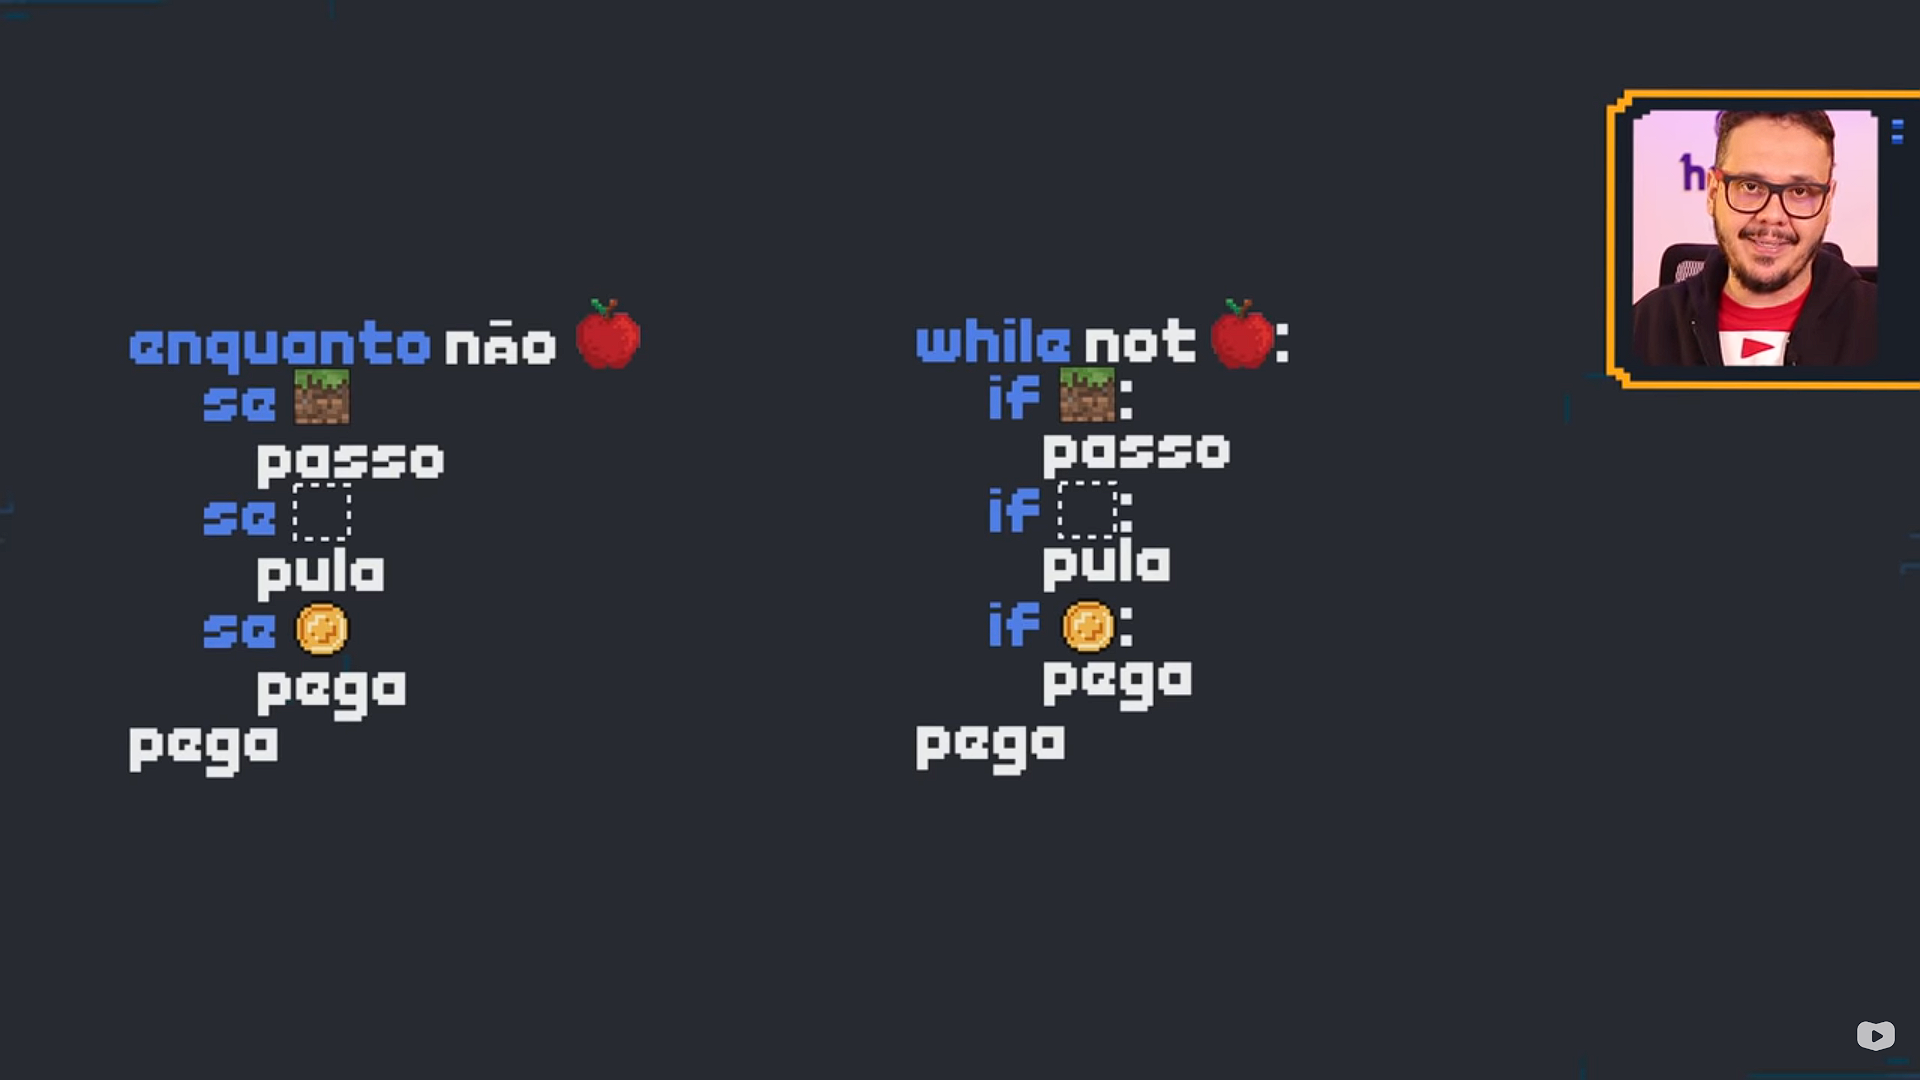 enquanto não
se
passo
se
pula
se
pega
pega
while not :
if :
passo
if :
pula
if :
pega
pega
h